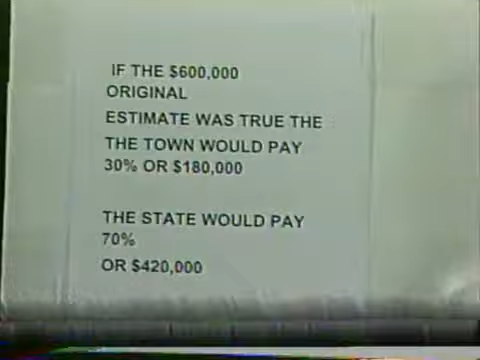 IF THE $600,000
ORIGINAL
ESTIMATE WAS TRUE THE
THE TOWN WOULD PAY
30% OR $180,000
THE STATE WOULD PAY
70%
OR $420,000